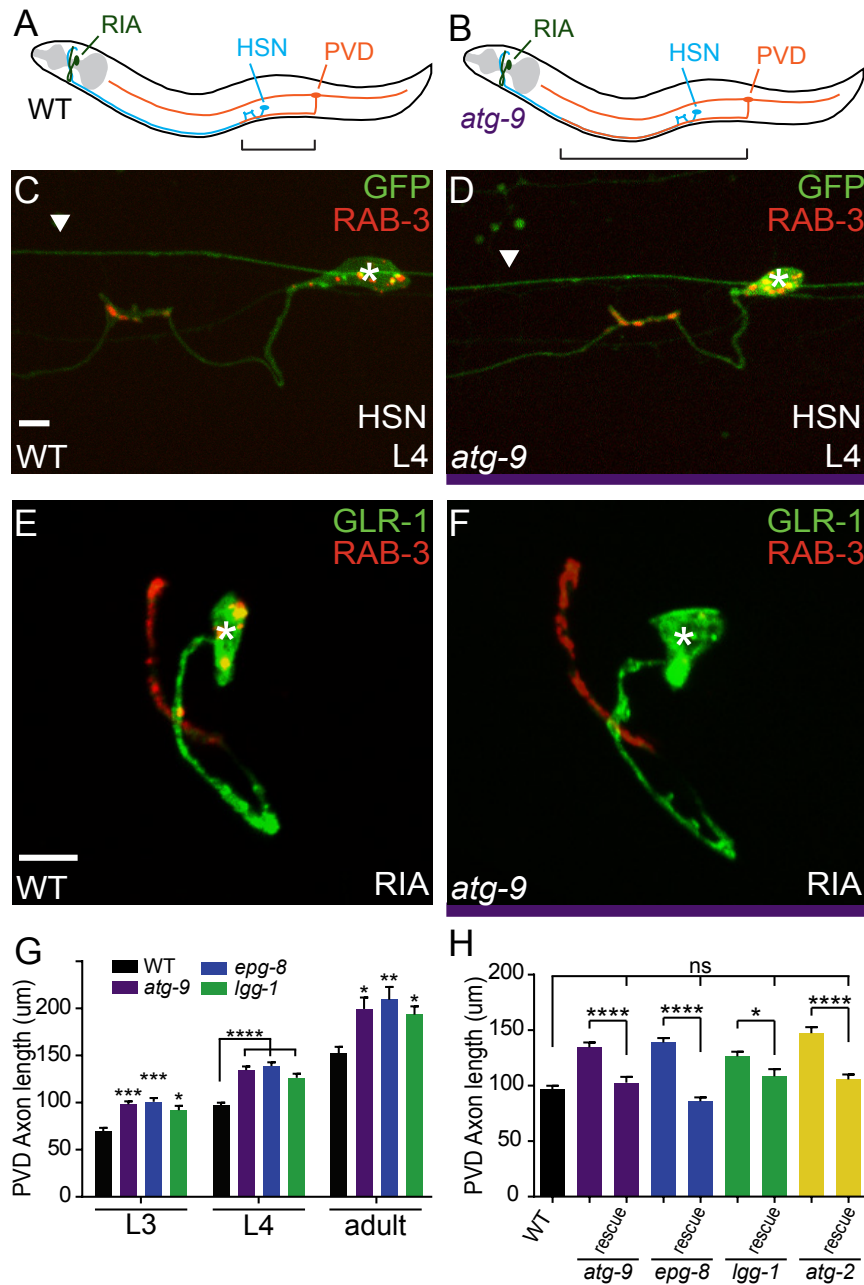 A
RIA
HSN
PVD
WT
B
RIA
HSN
PVD
atg-9
C
GFP
RAB-3
*
HSN
WT
L4
D
GFP
RAB-3
*
HSN
atg-9
L4
E
GLR-1
RAB-3
*
WT
RIA
F
GLR-1
RAB-3
*
atg-9
RIA
G
WT
atg-9
epg-8
lgg-1
PVD Axon length (um)
250
200
150
100
50
0
*** *** *
****
* ** *
L3
L4
adult
H
PVD Axon length (um)
200
150
100
50
0
ns
**** **** * ****
WT
rescue
rescue
rescue
rescue
atg-9
epg-8
lgg-1
atg-2